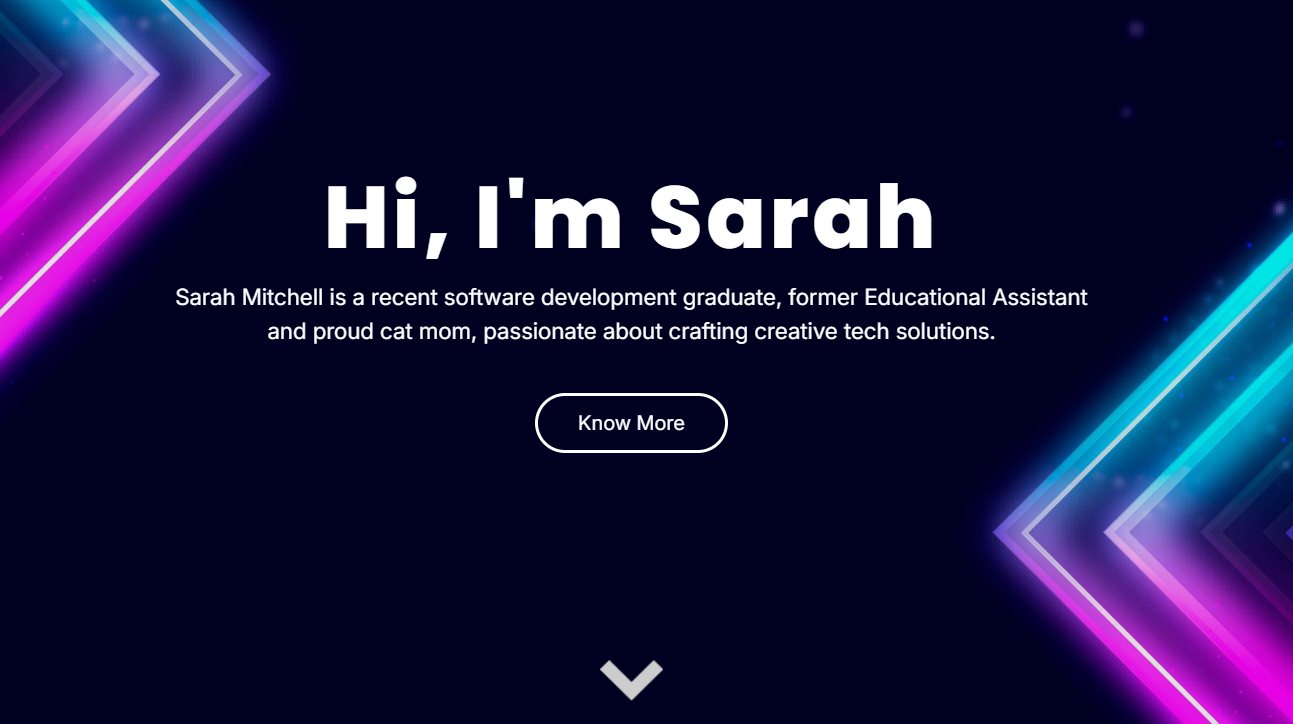 Hi, I'm Sarah
Sarah Mitchell is a recent software development graduate, former Educational Assistant
and proud cat mom, passionate about crafting creative tech solutions.
Know More